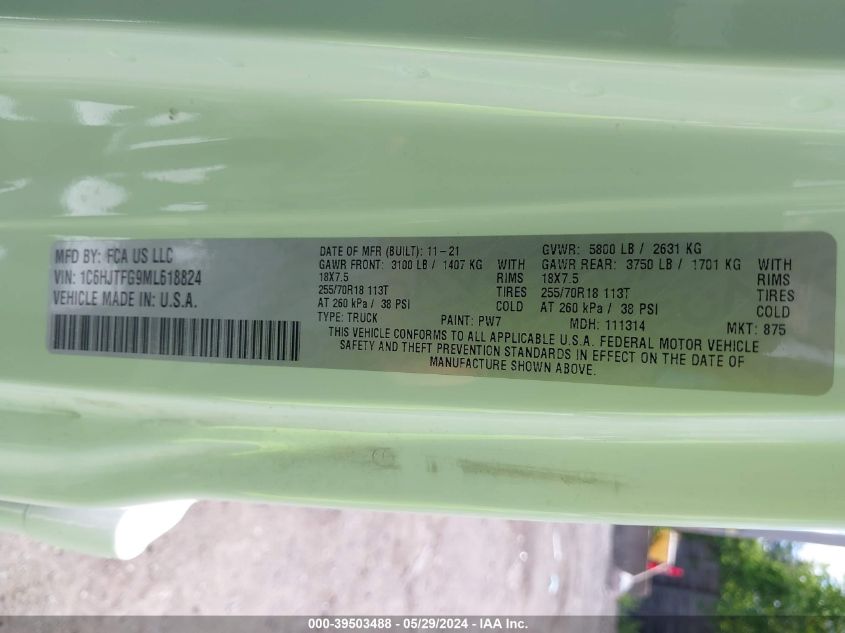 MFD BY: FCA US LLC
VIN: 1C6HJTFG9ML618824
VEHICLE MADE IN: U.S.A.
DATE OF MFR (BUILT): 11-21
GAWR FRONT: 3100 LB / 1407 KG WITH
18X7.5 RIMS
255/70R18 113T TIRES
AT 260 kPa / 38 PSI COLD
GVWR: 5800 LB / 2631 KG
GAWR REAR: 3750 LB / 1701 KG WITH
18X7.5 RIMS
255/70R18 113T TIRES
AT 260 kPa / 38 PSI COLD
TYPE: TRUCK PAINT: PW7 MDH: 111314 MKT: 875
THIS VEHICLE CONFORMS TO ALL APPLICABLE U.S.A. FEDERAL MOTOR VEHICLE
SAFETY AND THEFT PREVENTION STANDARDS IN EFFECT ON THE DATE OF
MANUFACTURE SHOWN ABOVE.
000-39503488 - 05/29/2024 - IAA Inc.